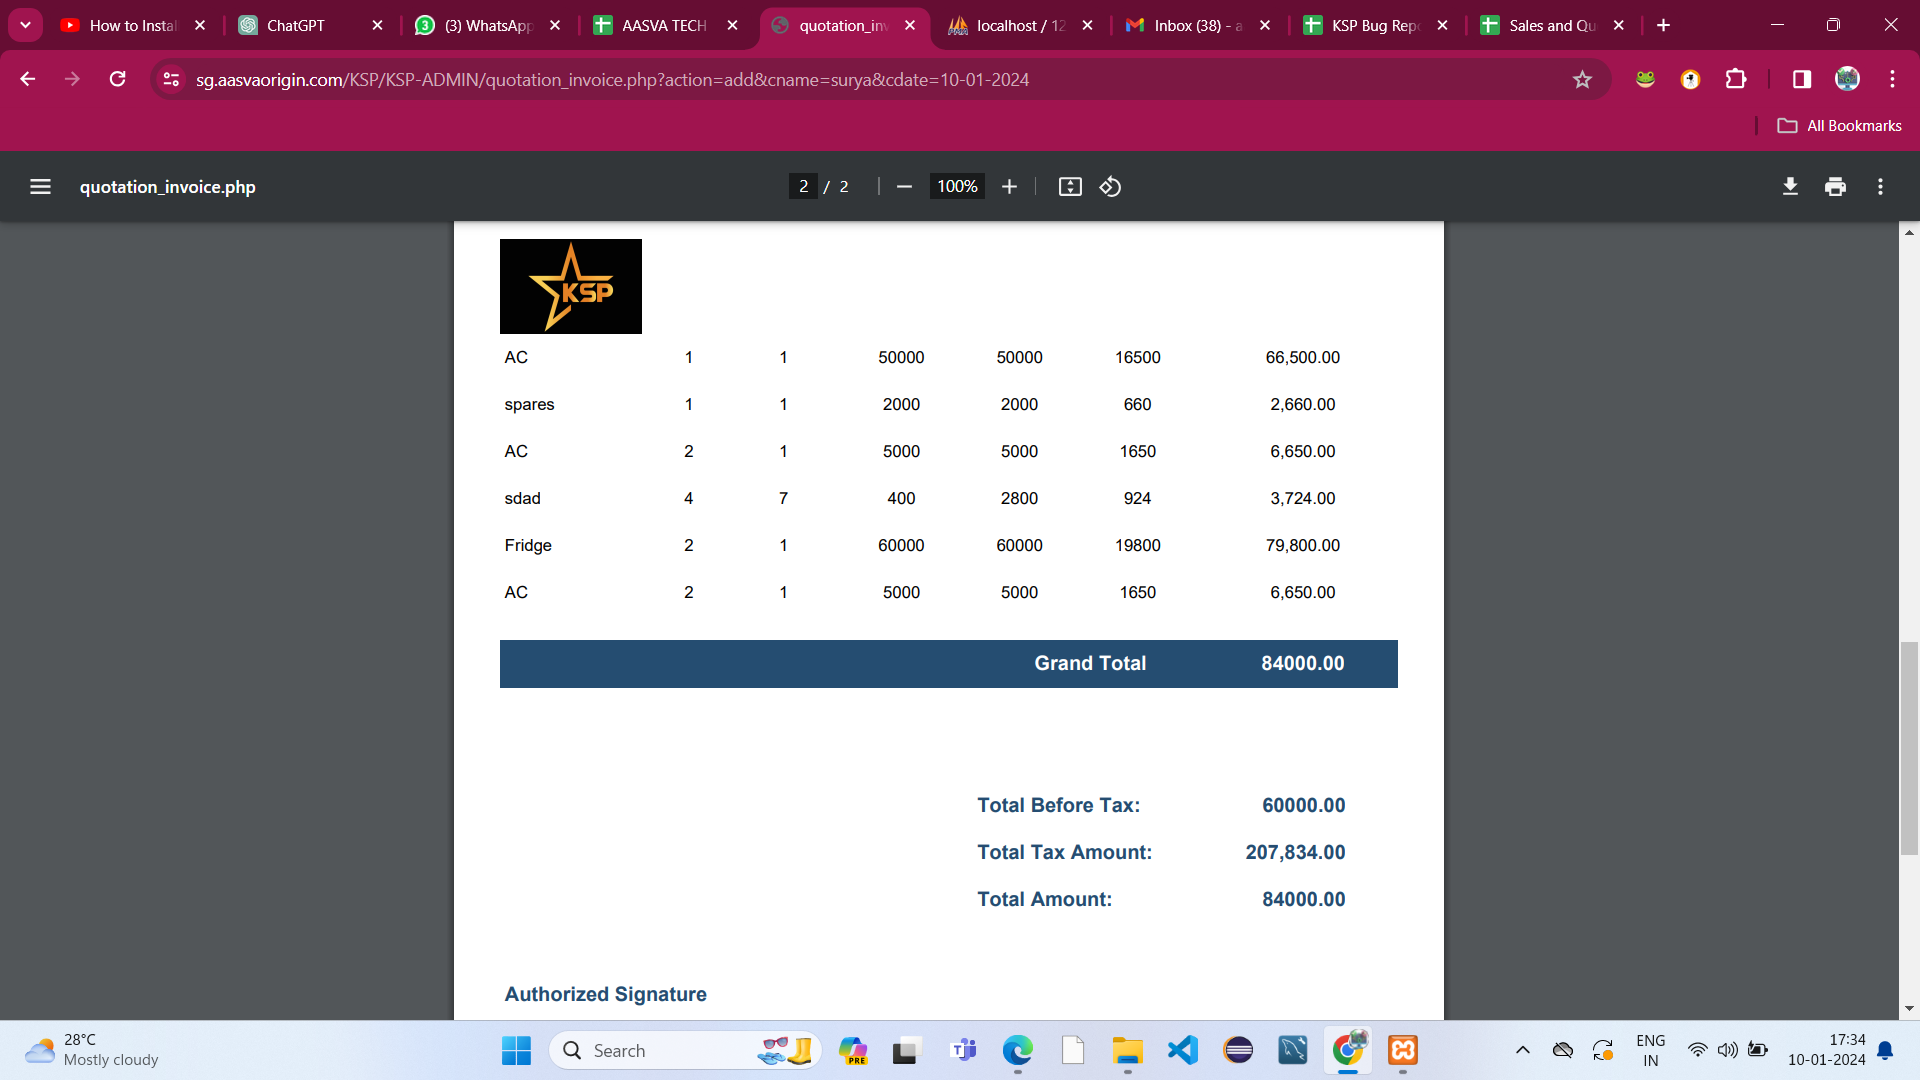 How to Instal
ChatGPT
(3) WhatsApp
AASVA TECH
quotation_in
localhost / 12
Inbox (38) - a
KSP Bug Rep
Sales and Qu
sg.aasvaorigin.com/KSP/KSP-ADMIN/quotation_invoice.php?action=add&cname=surya&cdate=10-01-2024
All Bookmarks
quotation_invoice.php
2 / 2
100%
KSP
AC 1 1 50000 50000 16500 66,500.00
spares 1 1 2000 2000 660 2,660.00
AC 2 1 5000 5000 1650 6,650.00
sdad 4 7 400 2800 924 3,724.00
Fridge 2 1 60000 60000 19800 79,800.00
AC 2 1 5000 5000 1650 6,650.00
Grand Total 84000.00
Total Before Tax: 60000.00
Total Tax Amount: 207,834.00
Total Amount: 84000.00
Authorized Signature
28°C
Mostly cloudy
Search
PRE
ENG
IN
17:34
10-01-2024